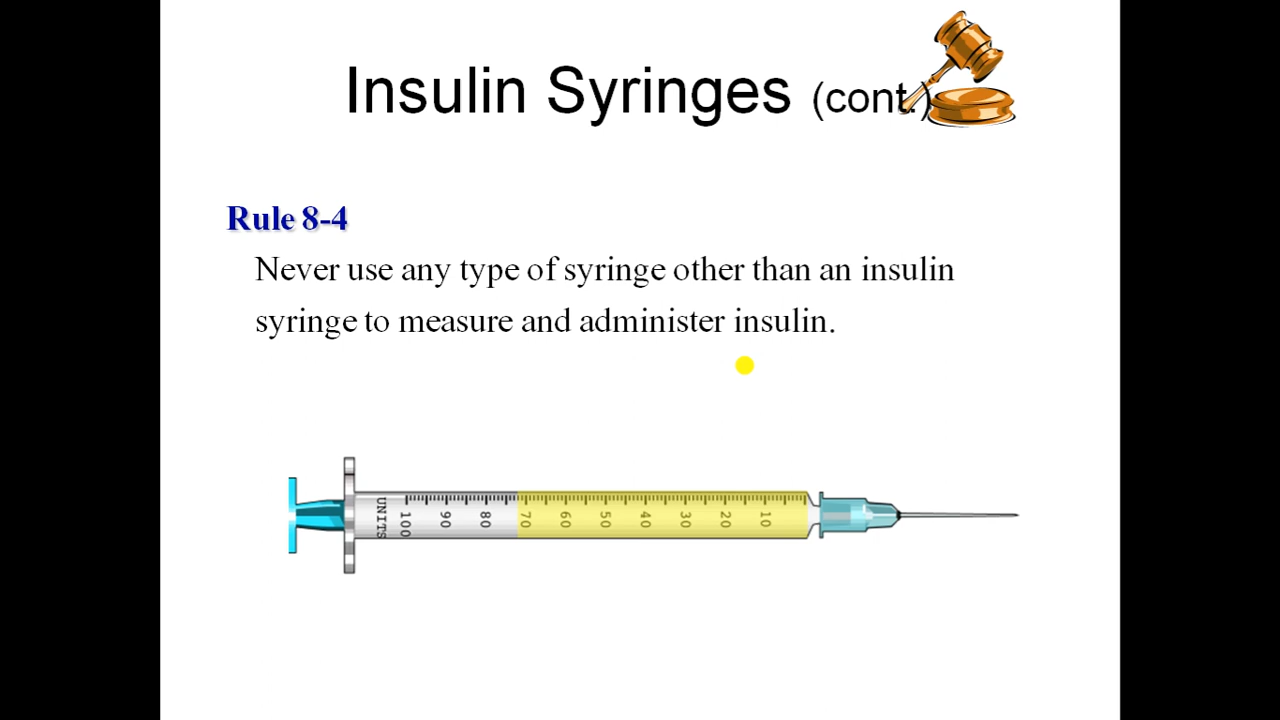 Insulin Syringes (cont.)
Rule 8-4
Never use any type of syringe other than an insulin
syringe to measure and administer insulin.
UNITS 100 90 80 70 60 50 40 30 20 10